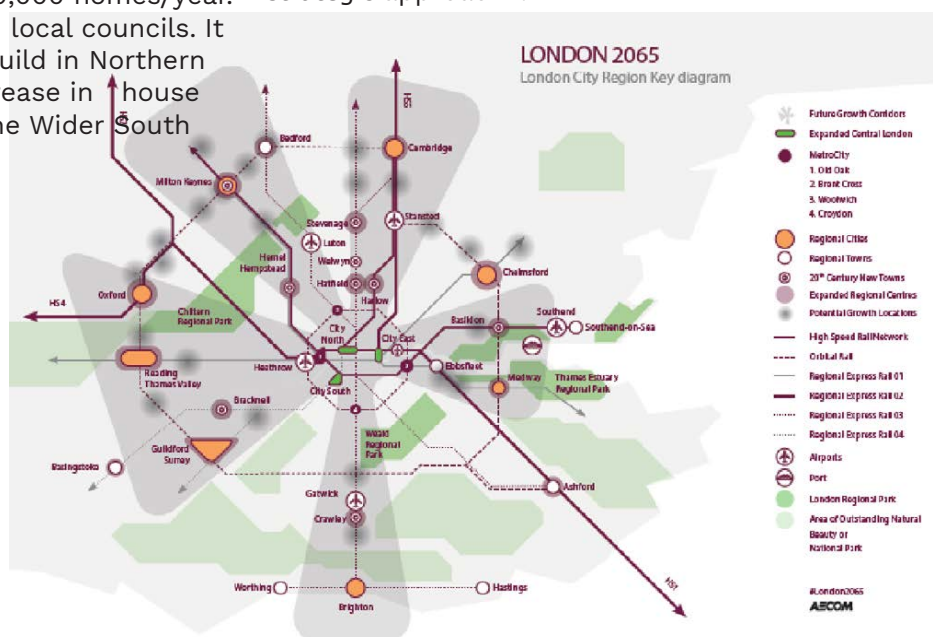 ,000 homes/year.
local councils. It
uild in Northern
rease in house
he Wider South
LONDON 2065
London City Region Key diagram
HS3
Bedford
Cambridge
Milton Keynes
Stevenage
Stansted
Luton
Welwyn
Hemel
Hempstead
Hatfield
Harlow
Chelmsford
Oxford
HS4
Chiltern
Regional Park
City
North
City East
Basildon
Southend
Southend-on-Sea
Heathrow
Ebbsfleet
Reading
Thames Valley
City South
Medway
Thames Estuary
Regional Park
Bracknell
Guildford
Surrey
Weald
Regional
Park
Basingstoke
Ashford
Gatwick
Crawley
HS1
Worthing
Brighton
Hastings
Future Growth Corridors
Expanded Central London
MetroCity
1. Old Oak
2. Brent Cross
3. Woolwich
4. Croydon
Regional Cities
Regional Towns
20th Century New Towns
Expanded Regional Centres
Potential Growth Locations
High Speed Rail Network
Orbital Rail
Regional Express Rail 01
Regional Express Rail 02
Regional Express Rail 03
Regional Express Rail 04
Airports
Port
London Regional Park
Area of Outstanding Natural
Beauty or
National Park
#London2065
AECOM